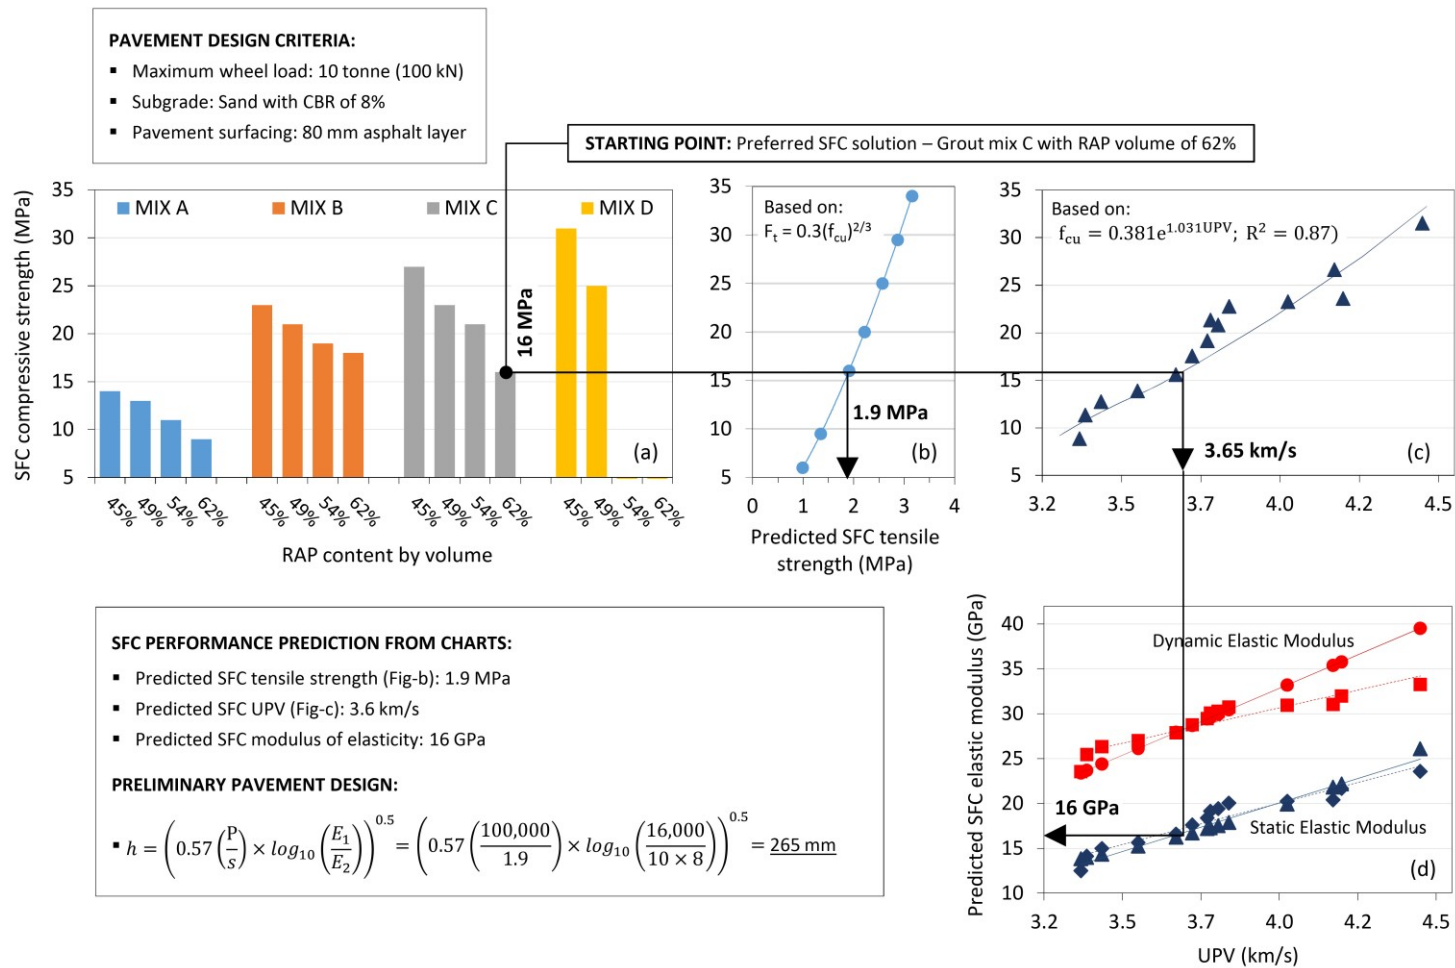 PAVEMENT DESIGN CRITERIA:
▪ Maximum wheel load: 10 tonne (100 kN)
▪ Subgrade: Sand with CBR of 8%
▪ Pavement surfacing: 80 mm asphalt layer
STARTING POINT: Preferred SFC solution – Grout mix C with RAP volume of 62%
SFC compressive strength (MPa)
35
30
25
20
15
10
5
MIX A
MIX B
MIX C
MIX D
16 MPa
(a)
45%
49%
54%
62%
45%
49%
54%
62%
45%
49%
54%
62%
45%
49%
54%
62%
RAP content by volume
35
30
25
20
15
10
5
Based on:
F_t = 0.3(f_cu)^2/3
1.9 MPa
(b)
0 1 2 3 4
Predicted SFC tensile
strength (MPa)
35
30
25
20
15
10
5
Based on:
f_cu = 0.381e^1.031UPV; R² = 0.87)
3.65 km/s
(c)
3.2 3.5 3.7 4.0 4.2 4.5
SFC PERFORMANCE PREDICTION FROM CHARTS:
▪ Predicted SFC tensile strength (Fig-b): 1.9 MPa
▪ Predicted SFC UPV (Fig-c): 3.6 km/s
▪ Predicted SFC modulus of elasticity: 16 GPa
PRELIMINARY PAVEMENT DESIGN:
▪ h = (0.57 (P/s) × log₁₀ (E₁/E₂))^0.5 = (0.57 (100,000/1.9) × log₁₀ (16,000/(10 × 8)))^0.5 = 265 mm
Predicted SFC elastic modulus (GPa)
40
35
30
25
20
15
10
Dynamic Elastic Modulus
16 GPa
Static Elastic Modulus
(d)
3.2 3.5 3.7 4.0 4.2 4.5
UPV (km/s)